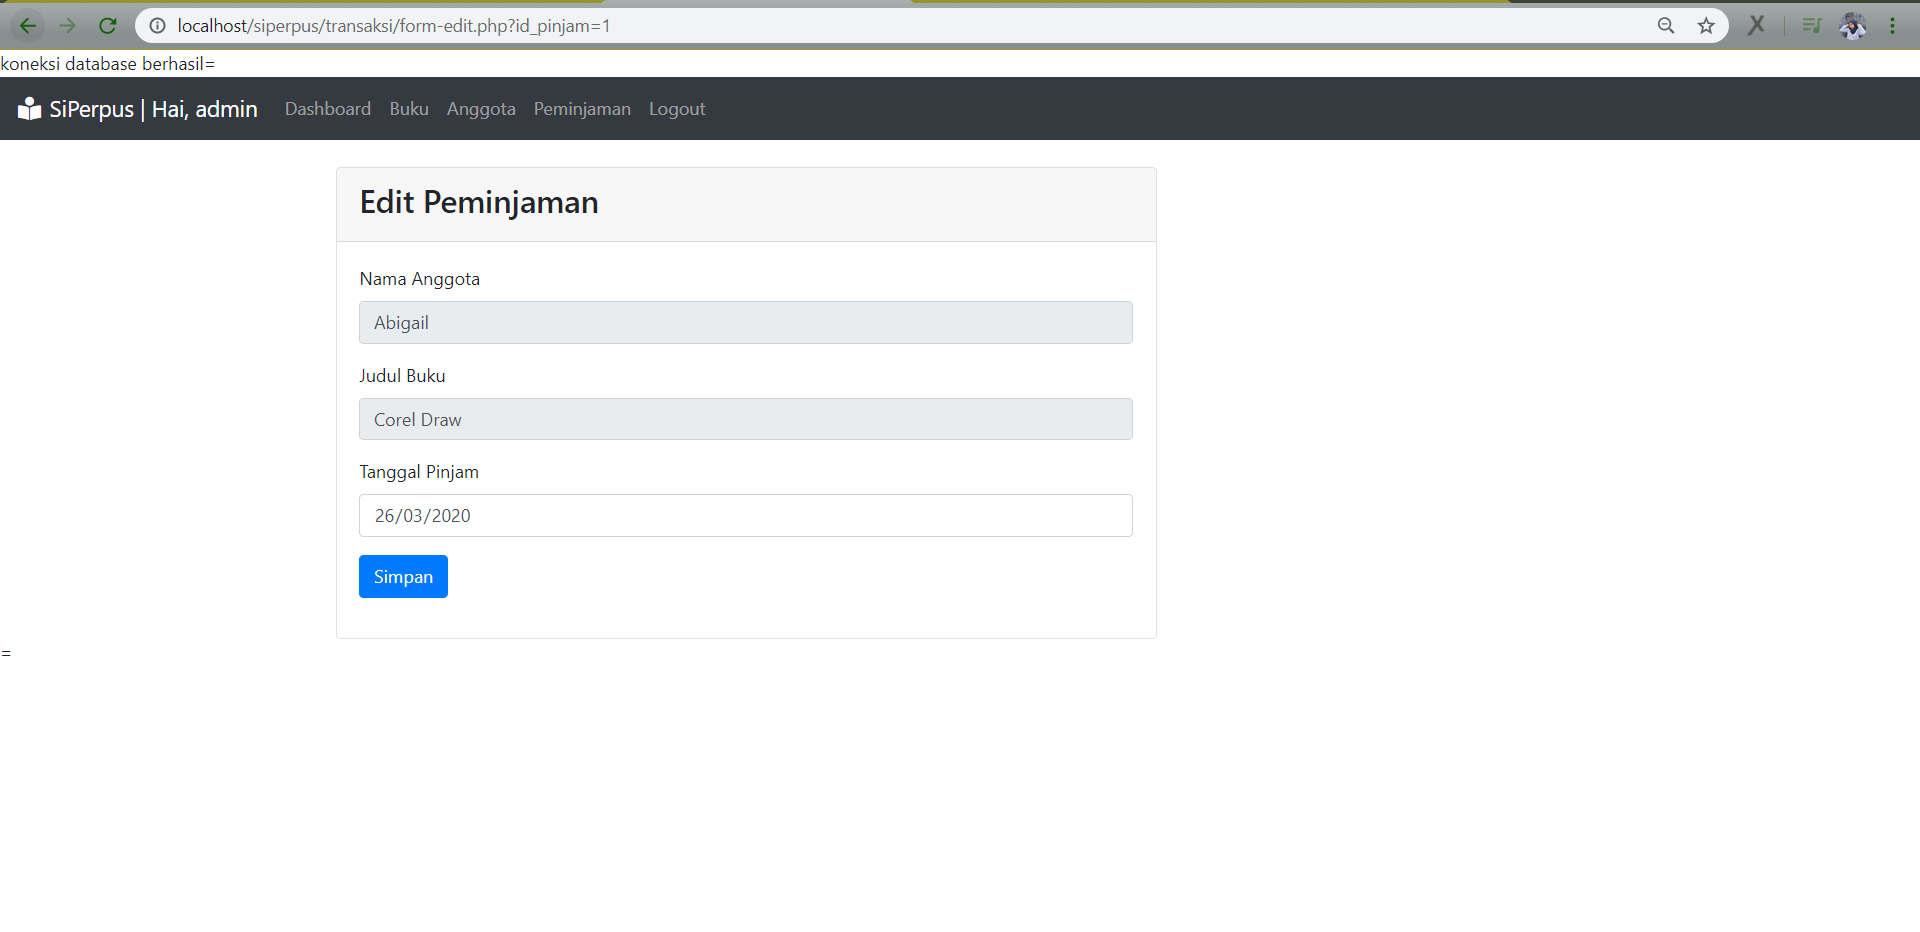 localhost/siperpus/transaksi/form-edit.php?id_pinjam=1
koneksi database berhasil=
SiPerpus | Hai, admin Dashboard Buku Anggota Peminjaman Logout
Edit Peminjaman
Nama Anggota
Abigail
Judul Buku
Corel Draw
Tanggal Pinjam
26/03/2020
Simpan
=